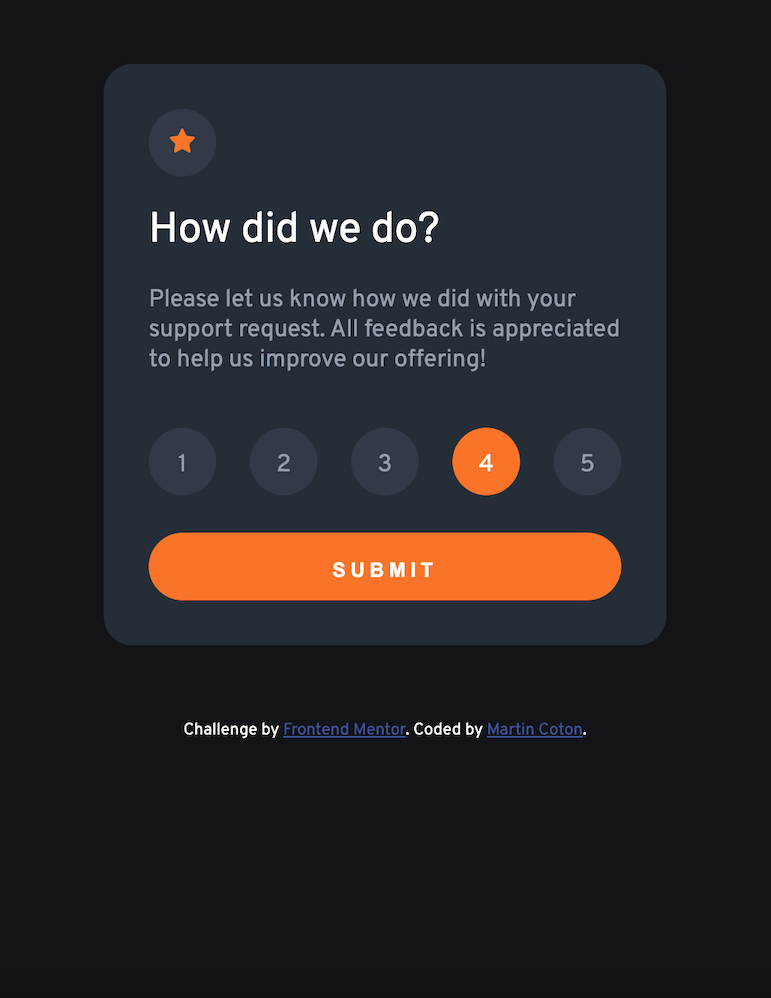 How did we do?
Please let us know how we did with your
support request. All feedback is appreciated
to help us improve our offering!
1 2 3 4 5
SUBMIT
Challenge by Frontend Mentor. Coded by Martin Coton.